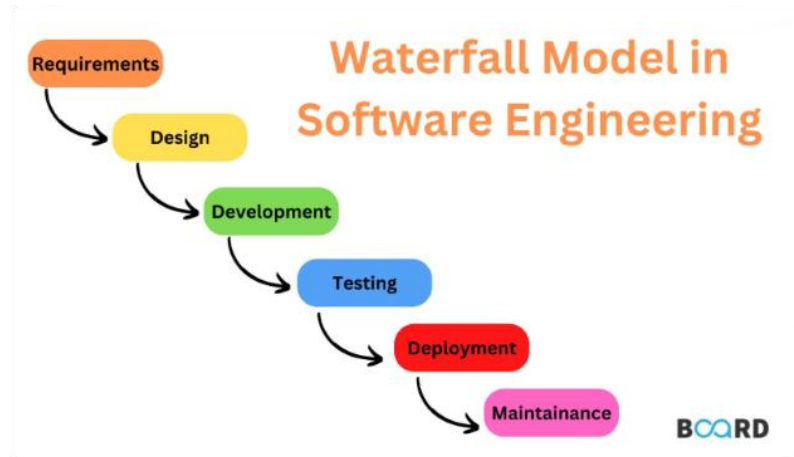 Waterfall Model in
Software Engineering
Requirements
Design
Development
Testing
Deployment
Maintainance
BOARD